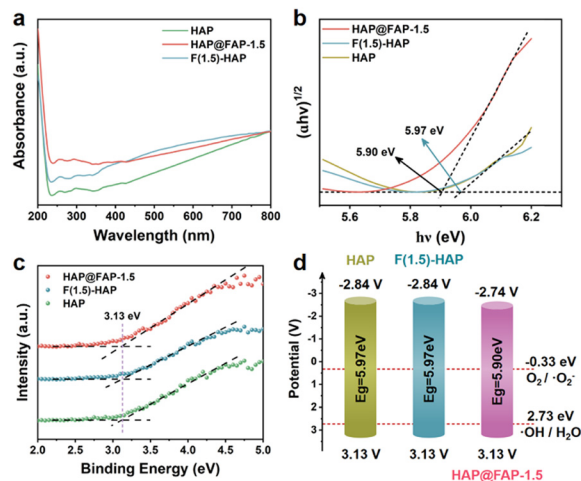 a
HAP
HAP@FAP-1.5
F(1.5)-HAP
Absorbance (a.u.)
200 300 400 500 600 700 800
Wavelength (nm)
b
HAP@FAP-1.5
F(1.5)-HAP
HAP
5.97 eV
5.90 eV
(αhv)1/2
5.6 5.8 6.0 6.2
hν (eV)
c
HAP@FAP-1.5
F(1.5)-HAP
HAP
3.13 eV
Intensity (a.u.)
2.0 2.5 3.0 3.5 4.0 4.5 5.0
Binding Energy (eV)
d
HAP F(1.5)-HAP
-2.84 V -2.84 V -2.74 V
Potential (V)
-3
-2
-1
0
1
2
3
Eg=5.97eV
Eg=5.97eV
Eg=5.90eV
-0.33 eV
O2 / ·O2-
2.73 eV
·OH / H2O
3.13 V 3.13 V 3.13 V
HAP@FAP-1.5